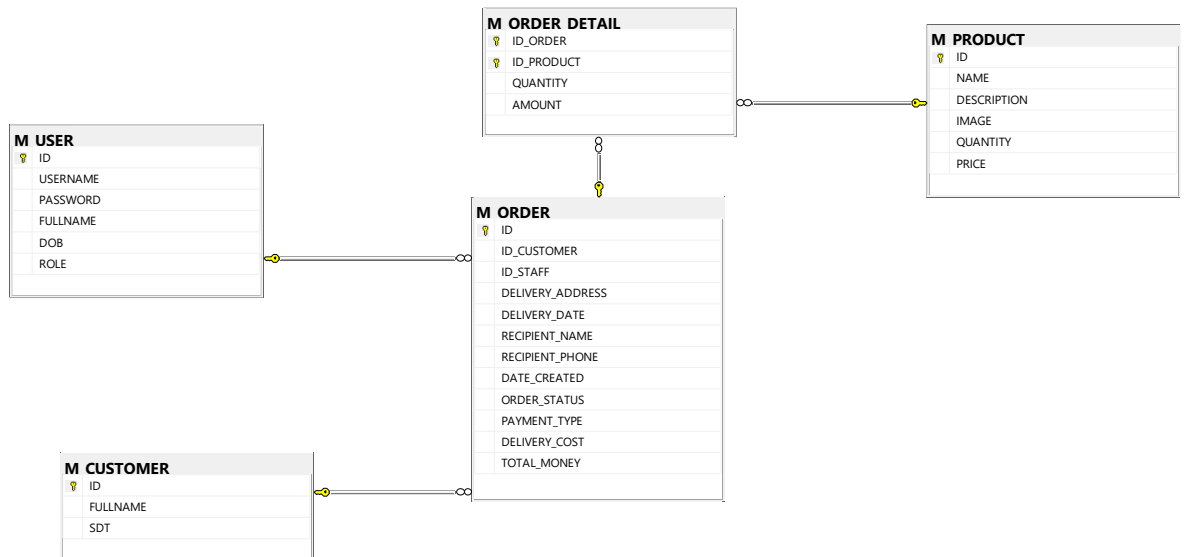 M USER
ID
USERNAME
PASSWORD
FULLNAME
DOB
ROLE
M CUSTOMER
ID
FULLNAME
SDT
M ORDER DETAIL
ID_ORDER
ID_PRODUCT
QUANTITY
AMOUNT
M ORDER
ID
ID_CUSTOMER
ID_STAFF
DELIVERY_ADDRESS
DELIVERY_DATE
RECIPIENT_NAME
RECIPIENT_PHONE
DATE_CREATED
ORDER_STATUS
PAYMENT_TYPE
DELIVERY_COST
TOTAL_MONEY
M PRODUCT
ID
NAME
DESCRIPTION
IMAGE
QUANTITY
PRICE